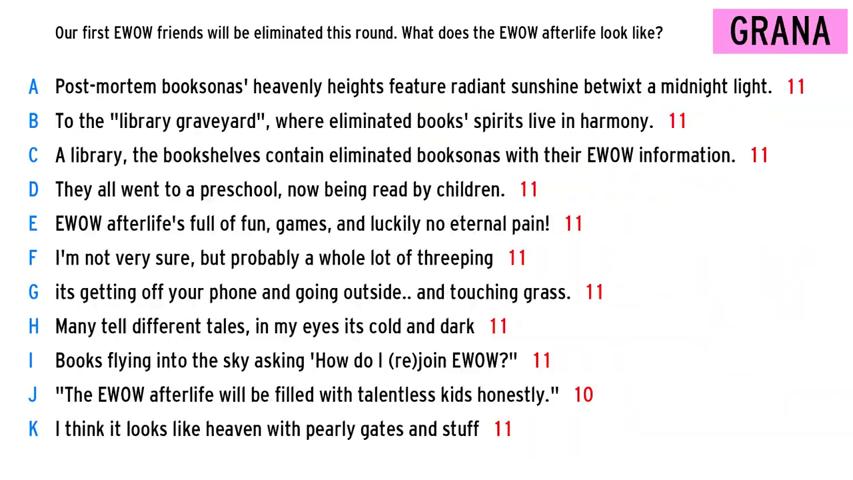 Our first EWOW friends will be eliminated this round. What does the EWOW afterlife look like?
GRANA
A Post-mortem booksonas' heavenly heights feature radiant sunshine betwixt a midnight light. 11
B To the "library graveyard", where eliminated books' spirits live in harmony. 11
C A library, the bookshelves contain eliminated booksonas with their EWOW information. 11
D They all went to a preschool, now being read by children. 11
E EWOW afterlife's full of fun, games, and luckily no eternal pain! 11
F I'm not very sure, but probably a whole lot of threeping 11
G its getting off your phone and going outside.. and touching grass. 11
H Many tell different tales, in my eyes its cold and dark 11
I Books flying into the sky asking 'How do I (re)join EWOW?" 11
J "The EWOW afterlife will be filled with talentless kids honestly." 10
K I think it looks like heaven with pearly gates and stuff 11